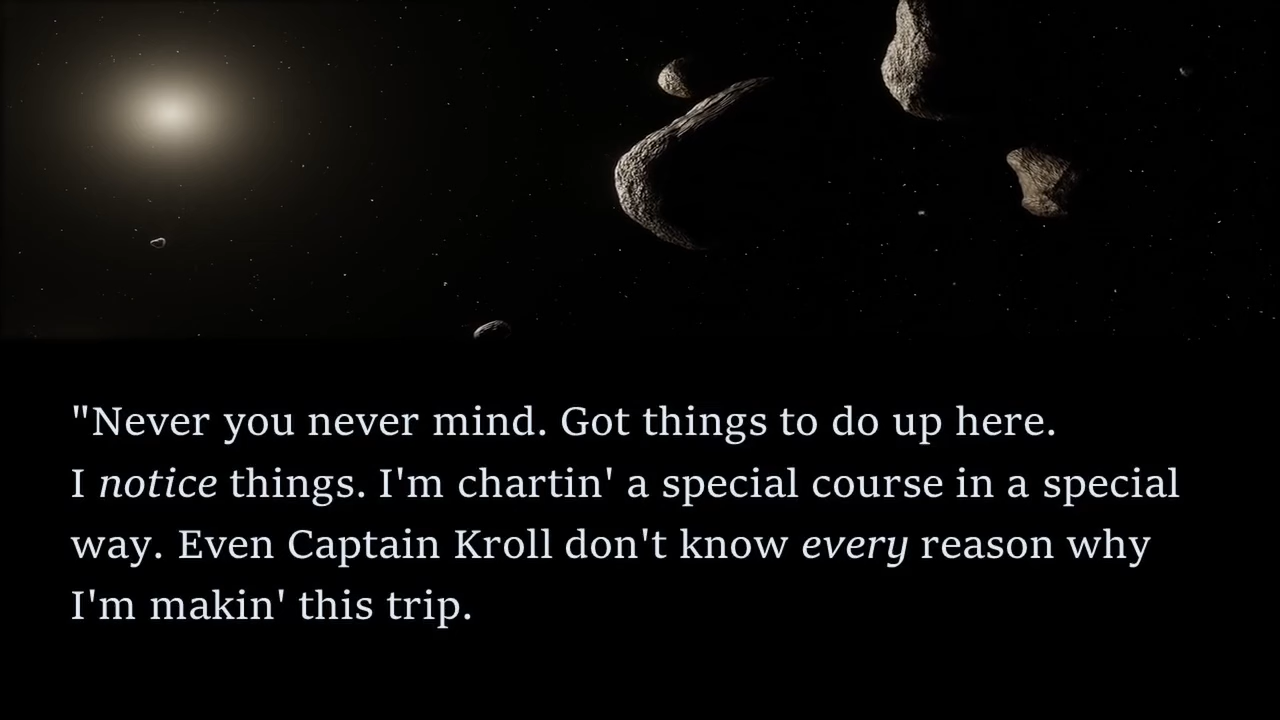 "Never you never mind. Got things to do up here.
I notice things. I'm chartin' a special course in a special
way. Even Captain Kroll don't know every reason why
I'm makin' this trip.